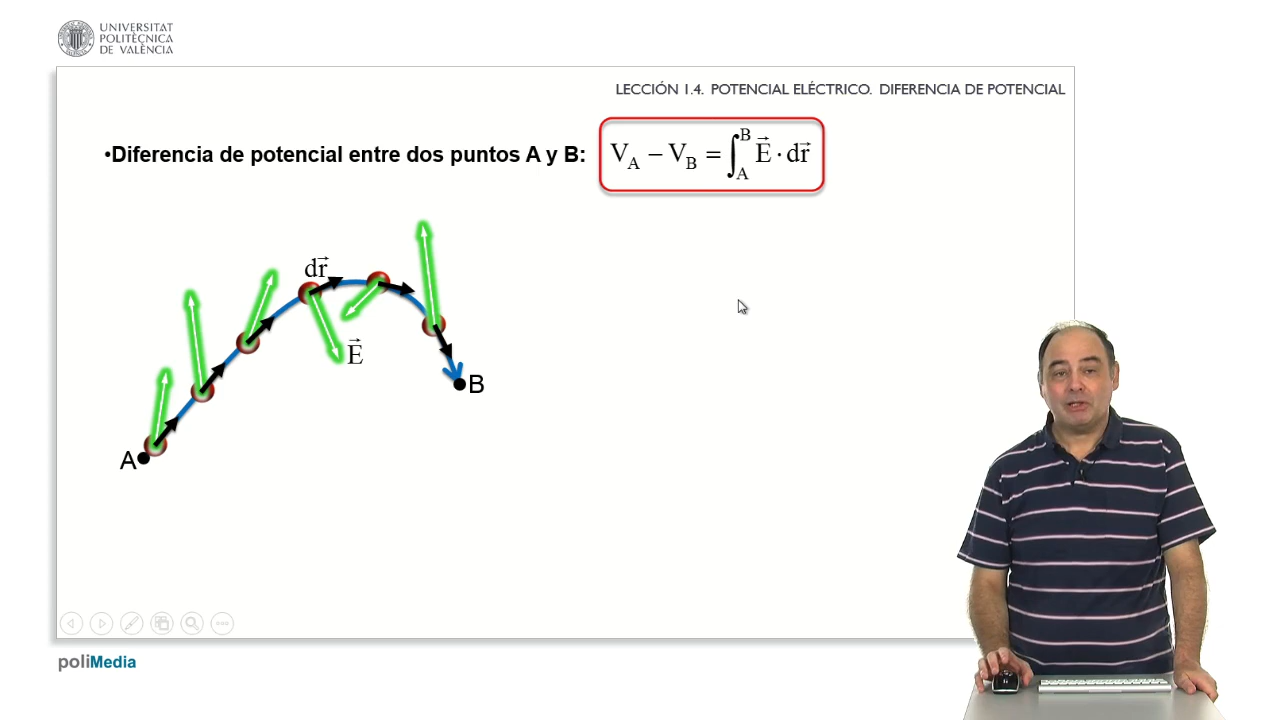 UNIVERSITAT
POLITÈCNICA
DE VALÈNCIA
LECCIÓN 1.4. POTENCIAL ELÉCTRICO. DIFERENCIA DE POTENCIAL
•Diferencia de potencial entre dos puntos A y B: V_A − V_B = ∫_A^B E⃗ · dr⃗
dr⃗
E⃗
B
A
poliMedia